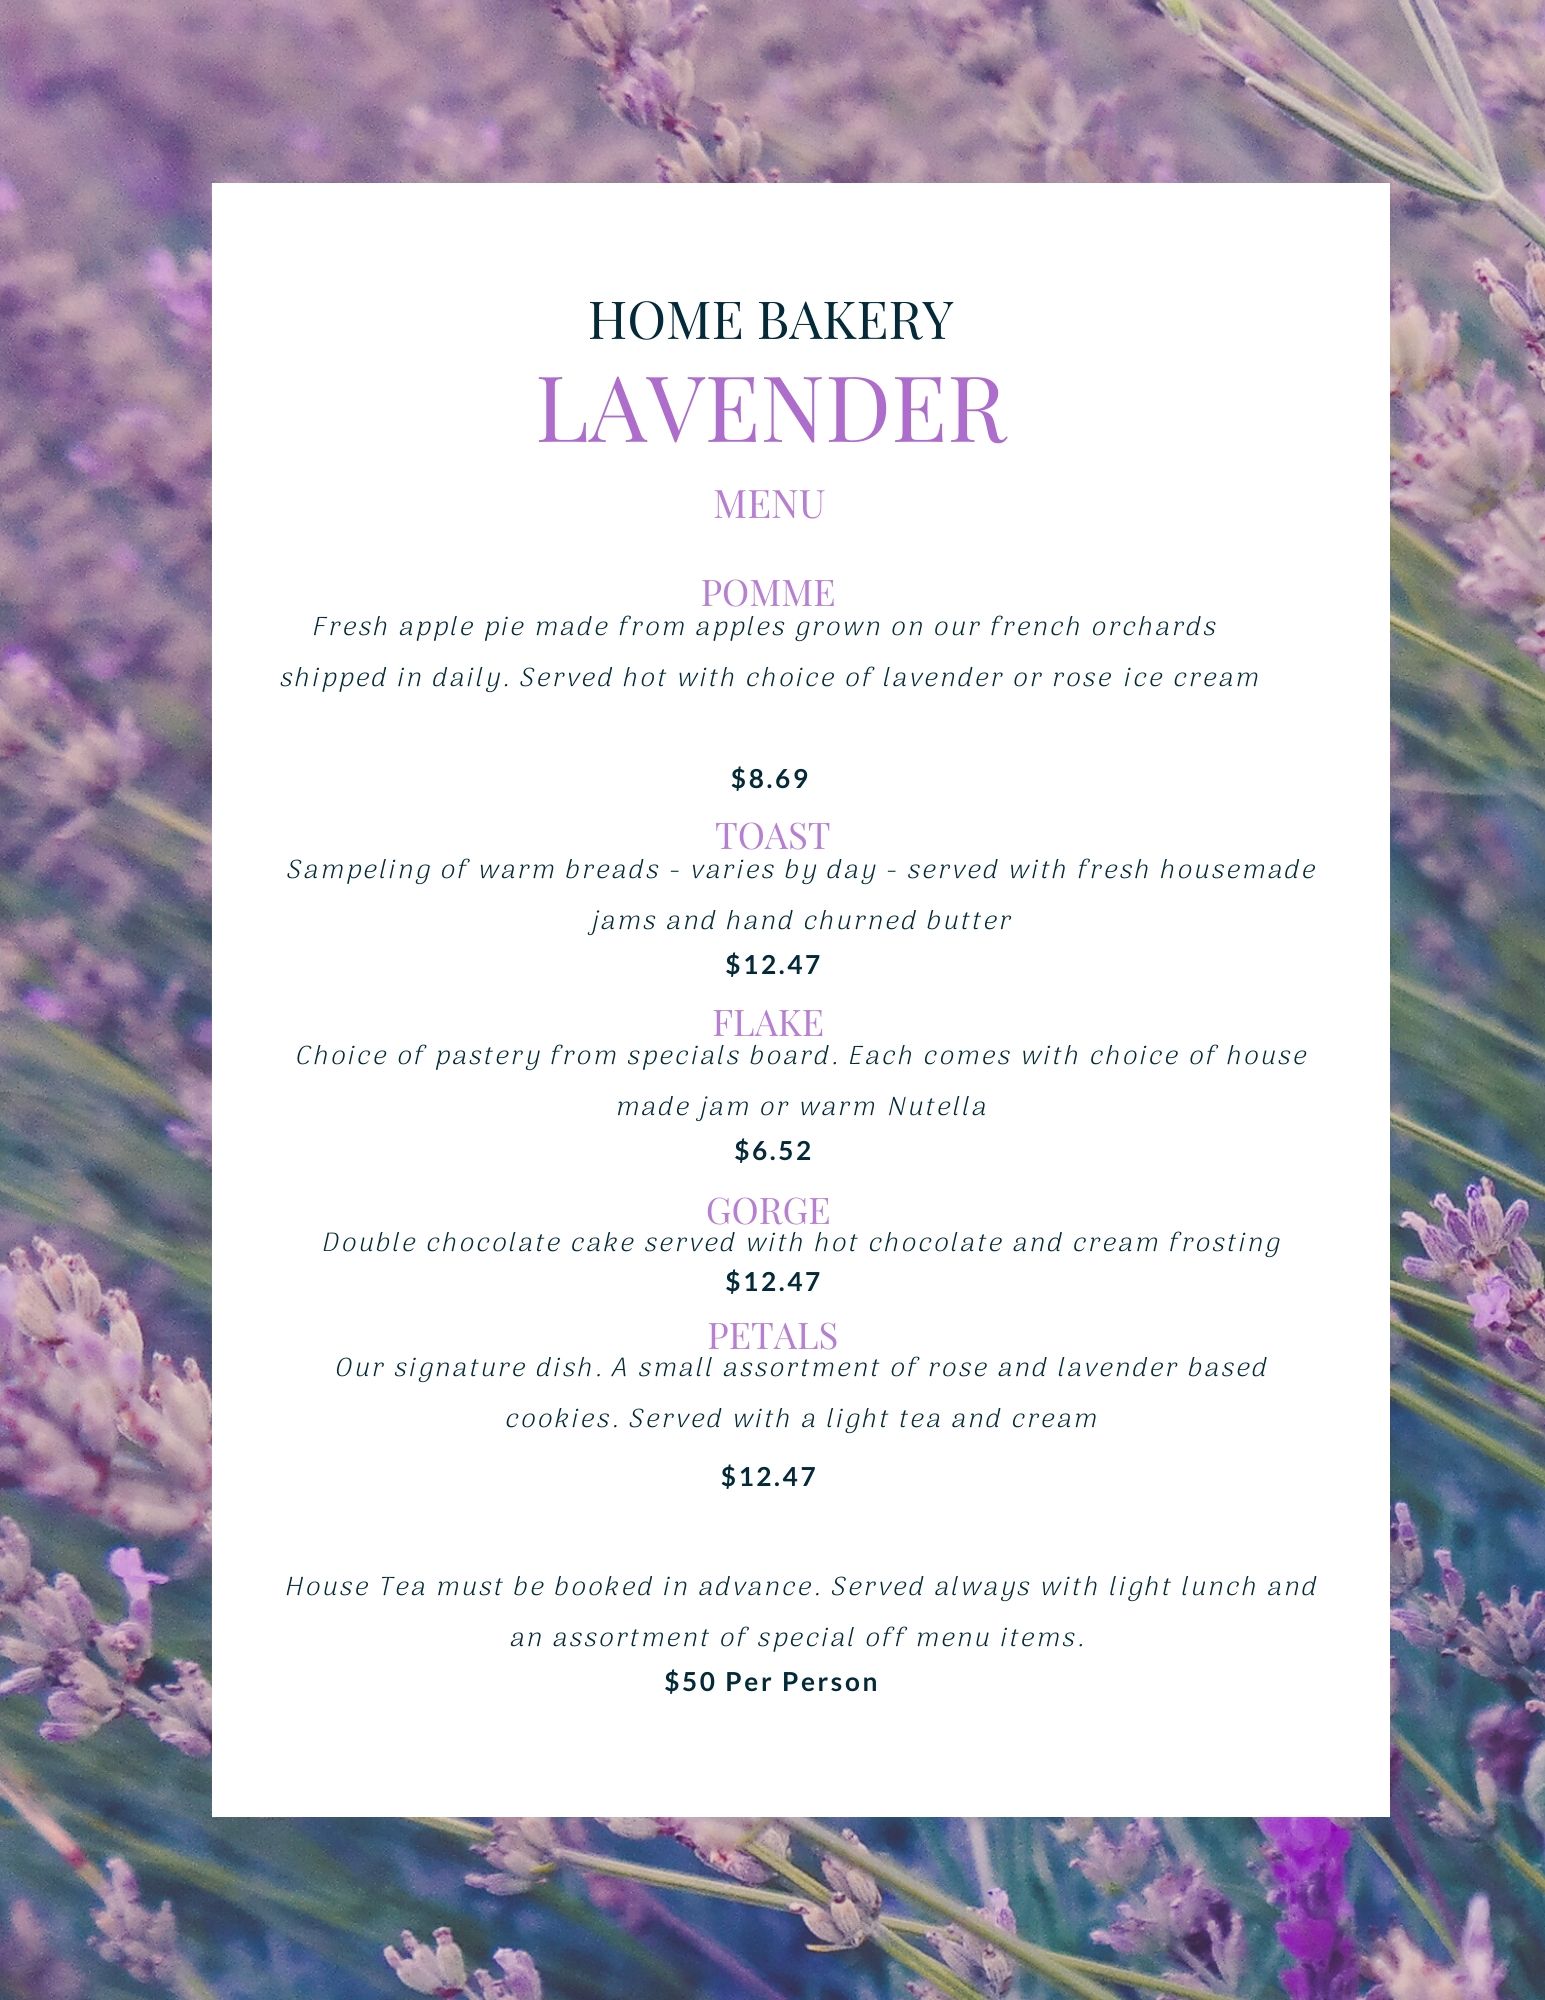 HOME BAKERY
LAVENDER
MENU
POMME
Fresh apple pie made from apples grown on our french orchards
shipped in daily. Served hot with choice of lavender or rose ice cream
$8.69
TOAST
Sampeling of warm breads - varies by day - served with fresh housemade
jams and hand churned butter
$12.47
FLAKE
Choice of pastery from specials board. Each comes with choice of house
made jam or warm Nutella
$6.52
GORGE
Double chocolate cake served with hot chocolate and cream frosting
$12.47
PETALS
Our signature dish. A small assortment of rose and lavender based
cookies. Served with a light tea and cream
$12.47
House Tea must be booked in advance. Served always with light lunch and
an assortment of special off menu items.
$50 Per Person